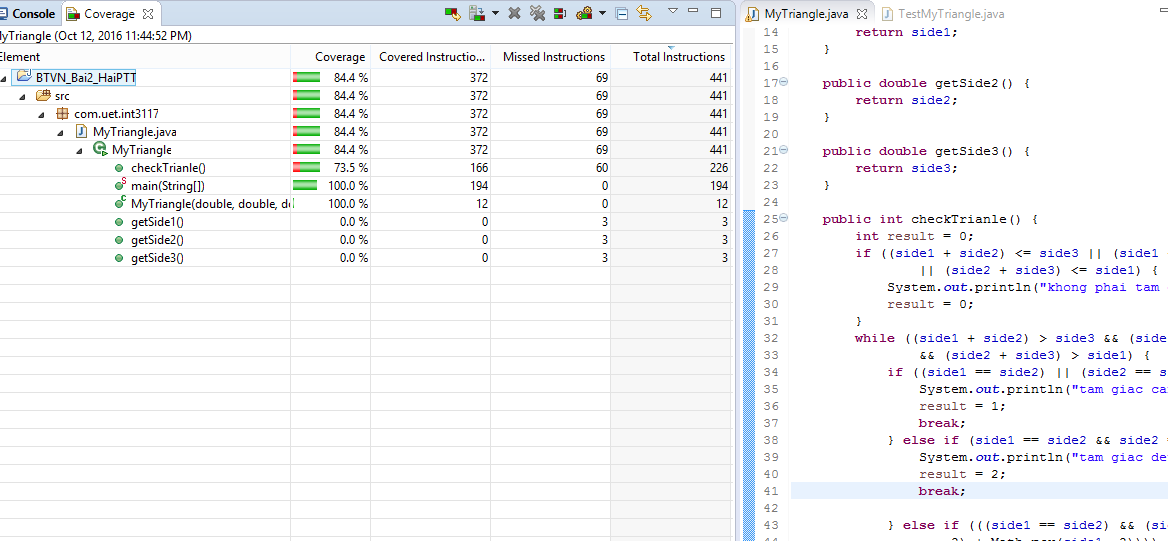 Console Coverage
MyTriangle (Oct 12, 2016 11:44:52 PM)
Element Coverage Covered Instructio... Missed Instructions Total Instructions
BTVN_Bai2_HaiPTT 84.4 % 372 69 441
src 84.4 % 372 69 441
com.uet.int3117 84.4 % 372 69 441
MyTriangle.java 84.4 % 372 69 441
MyTriangle 84.4 % 372 69 441
checkTrianle() 73.5 % 166 60 226
main(String[]) 100.0 % 194 0 194
MyTriangle(double, double, do 100.0 % 12 0 12
getSide1() 0.0 % 0 3 3
getSide2() 0.0 % 0 3 3
getSide3() 0.0 % 0 3 3
MyTriangle.java TestMyTriangle.java
14 return side1;
15 }
16
17 public double getSide2() {
18 return side2;
19 }
20
21 public double getSide3() {
22 return side3;
23 }
24
25 public int checkTrianle() {
26 int result = 0;
27 if ((side1 + side2) <= side3 || (side1
28 || (side2 + side3) <= side1) {
29 System.out.println("khong phai tam
30 result = 0;
31 }
32 while ((side1 + side2) > side3 && (side
33 && (side2 + side3) > side1) {
34 if ((side1 == side2) || (side2 == s
35 System.out.println("tam giac ca
36 result = 1;
37 break;
38 } else if (side1 == side2 && side2 =
39 System.out.println("tam giac de
40 result = 2;
41 break;
42
43 } else if (((side1 == side2) && (si